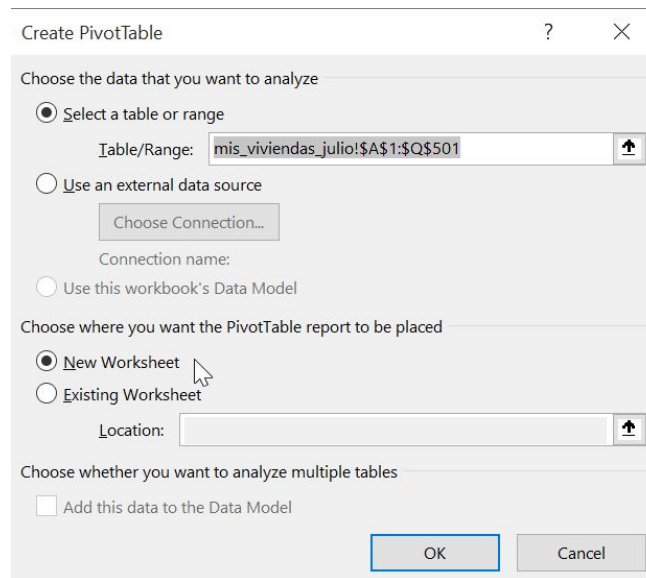 Create PivotTable ?
Choose the data that you want to analyze
Select a table or range
Table/Range: mis_viviendas_julio!$A$1:$Q$501
Use an external data source
Choose Connection...
Connection name:
Use this workbook's Data Model
Choose where you want the PivotTable report to be placed
New Worksheet
Existing Worksheet
Location:
Choose whether you want to analyze multiple tables
Add this data to the Data Model
OK Cancel